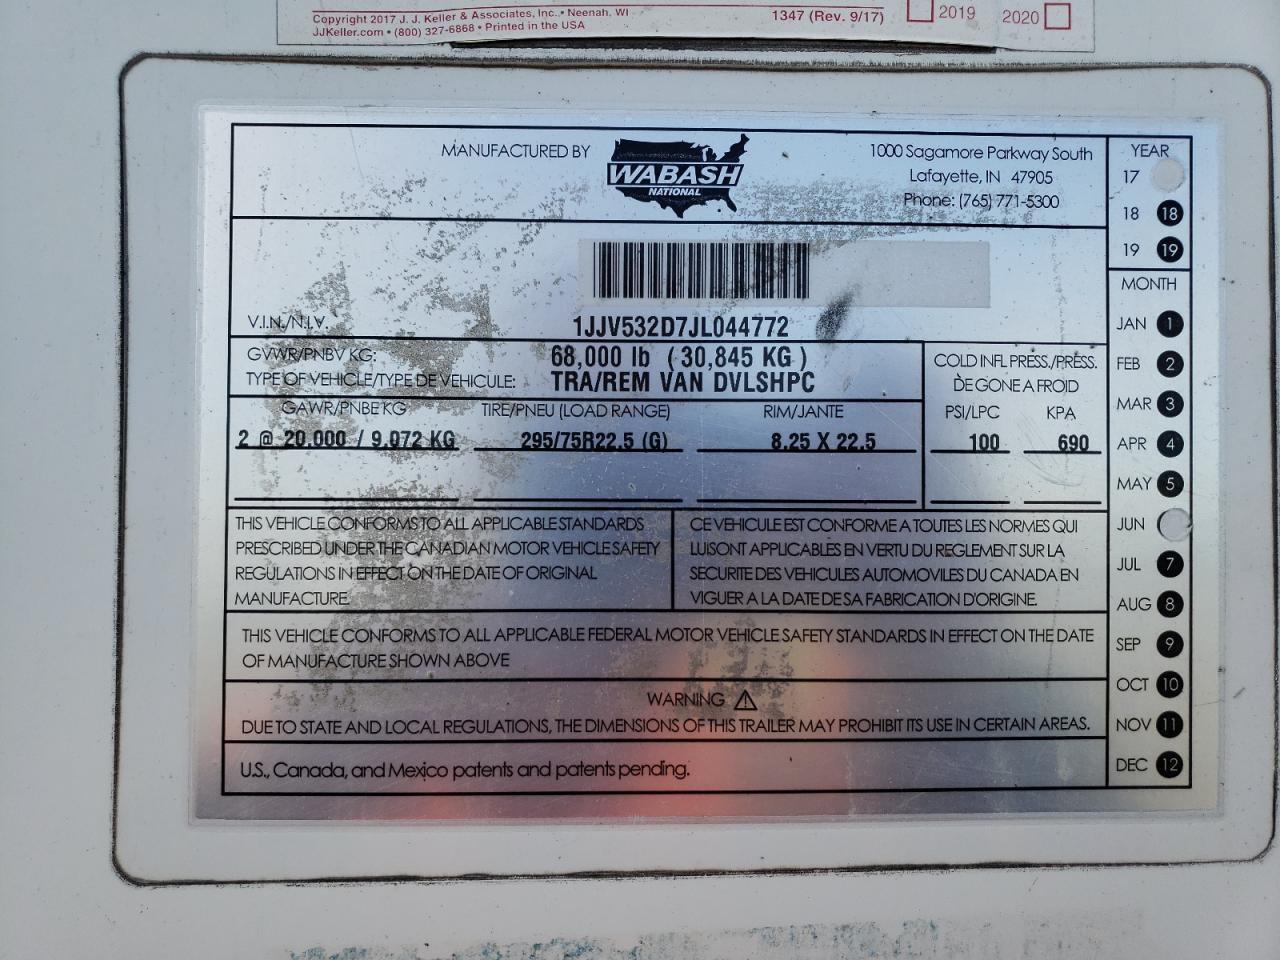 Copyright 2017 J. J. Keller & Associates, Inc. • Neenah, WI
JJKeller.com • (800) 327-6868 • Printed in the USA
1347 (Rev. 9/17)
2019
2020
MANUFACTURED BY
WABASH
NATIONAL
1000 Sagamore Parkway South
Lafayette, IN 47905
Phone: (765) 771-5300
V.I.N./N.I.V.
1JJV532D7JL044772
GVWR/PNBV KG: 68,000 lb (30,845 KG)
TYPE OF VEHICLE/TYPE DE VEHICULE: TRA/REM VAN DVLSHPC
COLD INFL PRESS./PRESS.
DE GONE A FROID
GAWR/PNBE KG TIRE/PNEU (LOAD RANGE) RIM/JANTE PSI/LPC KPA
2 @ 20,000 / 9,072 KG 295/75R22.5 (G) 8.25 X 22.5 100 690
THIS VEHICLE CONFORMS TO ALL APPLICABLE STANDARDS
PRESCRIBED UNDER THE CANADIAN MOTOR VEHICLE SAFETY
REGULATIONS IN EFFECT ON THE DATE OF ORIGINAL
MANUFACTURE.
CE VEHICULE EST CONFORME A TOUTES LES NORMES QUI
LUISONT APPLICABLES EN VERTU DU REGLEMENT SUR LA
SECURITE DES VEHICULES AUTOMOVILES DU CANADA EN
VIGUER A LA DATE DE SA FABRICATION D'ORIGINE.
THIS VEHICLE CONFORMS TO ALL APPLICABLE FEDERAL MOTOR VEHICLE SAFETY STANDARDS IN EFFECT ON THE DATE
OF MANUFACTURE SHOWN ABOVE
WARNING
DUE TO STATE AND LOCAL REGULATIONS, THE DIMENSIONS OF THIS TRAILER MAY PROHIBIT ITS USE IN CERTAIN AREAS.
U.S., Canada, and Mexico patents and patents pending.
YEAR
17
18 18
19 19
MONTH
JAN 1
FEB 2
MAR 3
APR 4
MAY 5
JUN
JUL 7
AUG 8
SEP 9
OCT 10
NOV 11
DEC 12